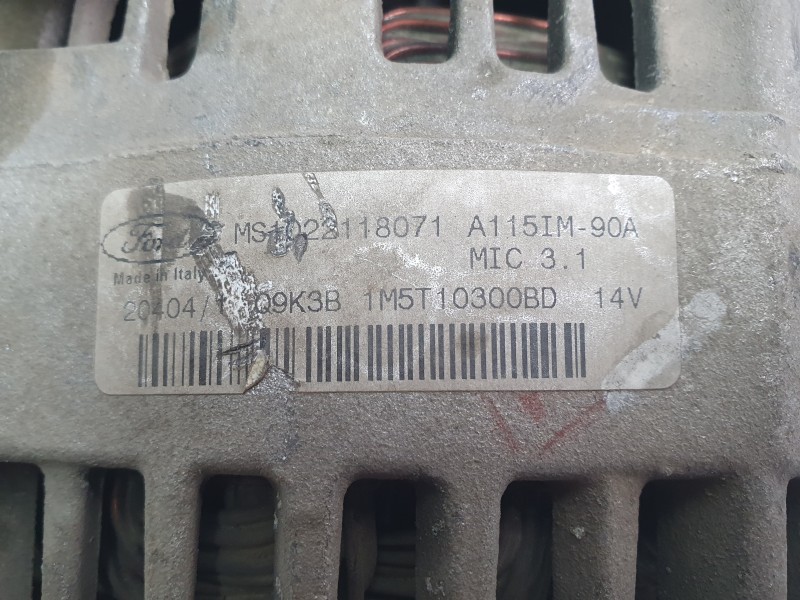 Ford MS1022118071 A115IM-90A
Made in Italy MIC 3.1
1M5T10300BD 14V